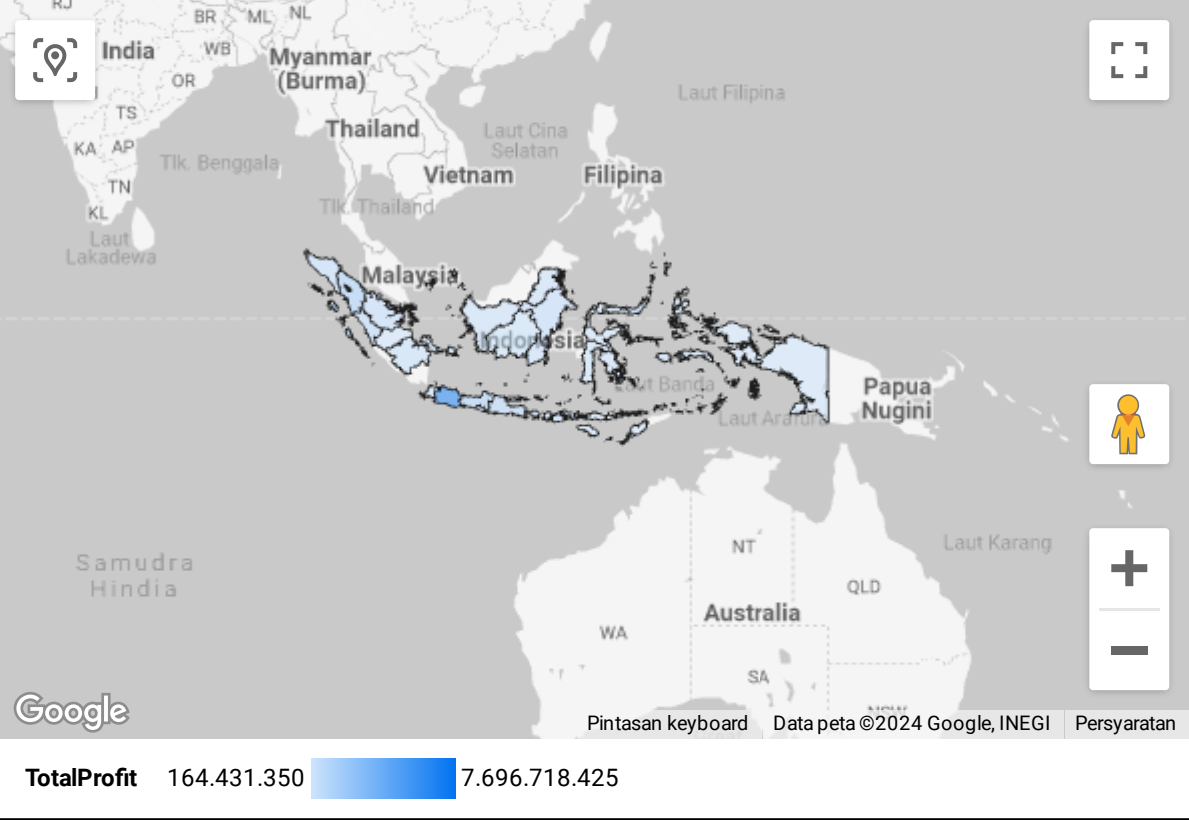 RJ
BR
ML
NL
India
WB
Myanmar
(Burma)
OR
Laut Filipina
TS
Thailand
Laut Cina
Selatan
KA
AP
Tlk. Benggala
Vietnam
Filipina
TN
KL
Tlk. Thailand
Laut
Lakadewa
Malaysia
Indonesia
Laut Banda
Papua
Nugini
Laut Arafura
Samudra
Hindia
NT
Laut Karang
QLD
Australia
WA
SA
NSW
Google
Pintasan keyboard
Data peta ©2024 Google, INEGI
Persyaratan
TotalProfit 164.431.350 7.696.718.425